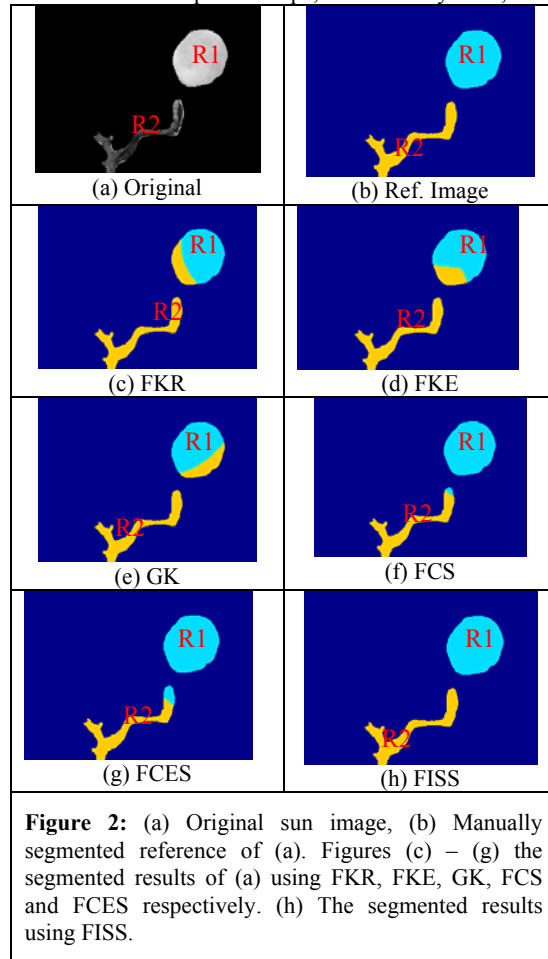 R1
R2
(a) Original
R1
R2
(b) Ref. Image
R1
R2
(c) FKR
R1
R2
(d) FKE
R1
R2
(e) GK
R1
R2
(f) FCS
R1
R2
(g) FCES
R1
R2
(h) FISS
Figure 2: (a) Original sun image, (b) Manually
segmented reference of (a). Figures (c) – (g) the
segmented results of (a) using FKR, FKE, GK, FCS
and FCES respectively. (h) The segmented results
using FISS.